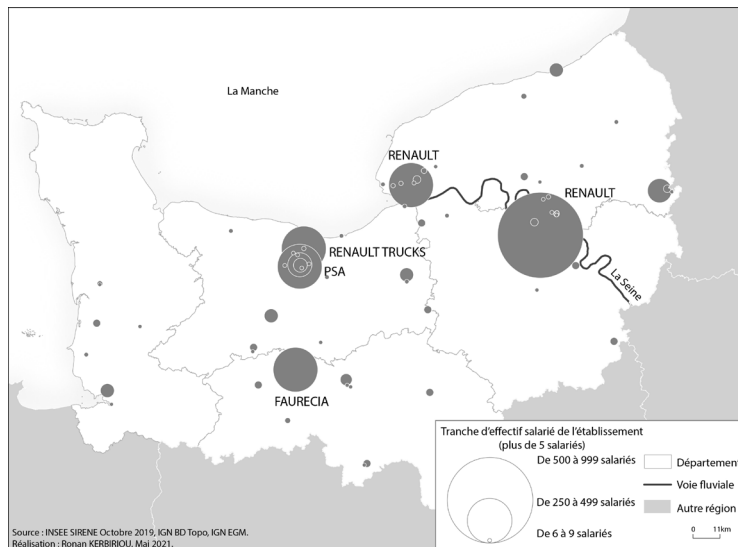 La Manche
RENAULT
RENAULT
RENAULT TRUCKS
PSA
La Seine
FAURECIA
Tranche d'effectif salarié de l'établissement
(plus de 5 salariés)
De 500 à 999 salariés
De 250 à 499 salariés
De 6 à 9 salariés
Département
Voie fluviale
Autre région
0 11km
Source : INSEE SIRENE Octobre 2019, IGN BD Topo, IGN EGM.
Réalisation : Ronan KERBIRIOU, Mai 2021.